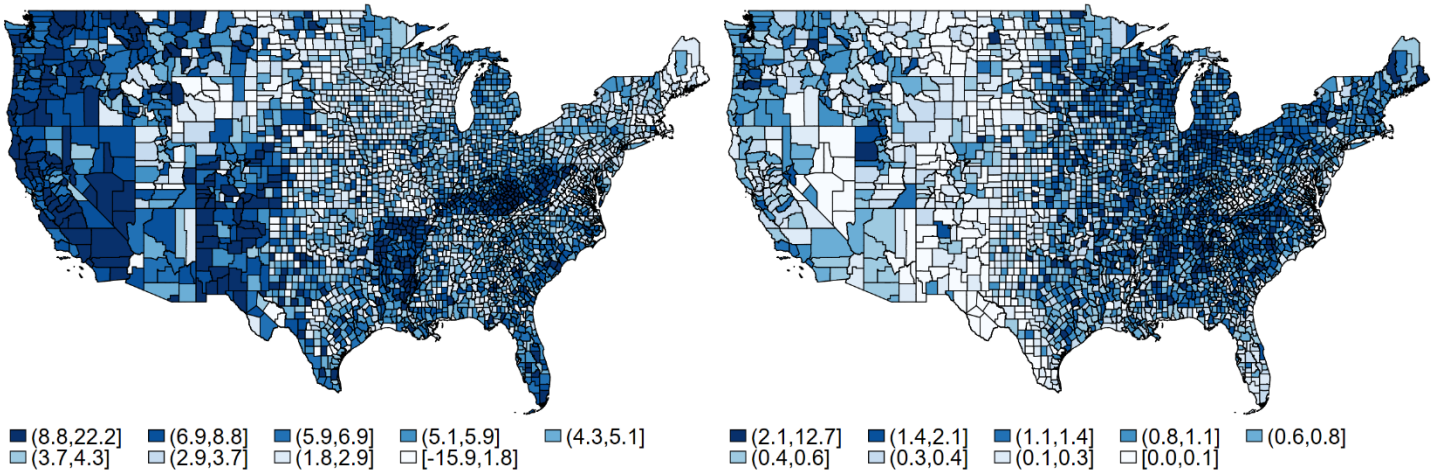 (8.8,22.2] (6.9,8.8] (5.9,6.9] (5.1,5.9] (4.3,5.1]
(3.7,4.3] (2.9,3.7] (1.8,2.9] [-15.9,1.8]
(2.1,12.7] (1.4,2.1] (1.1,1.4] (0.8,1.1] (0.6,0.8]
(0.4,0.6] (0.3,0.4] (0.1,0.3] [0.0,0.1]